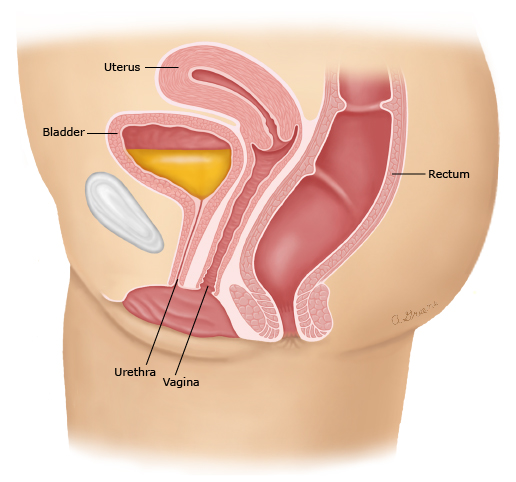 Uterus
Bladder
Rectum
Urethra
Vagina